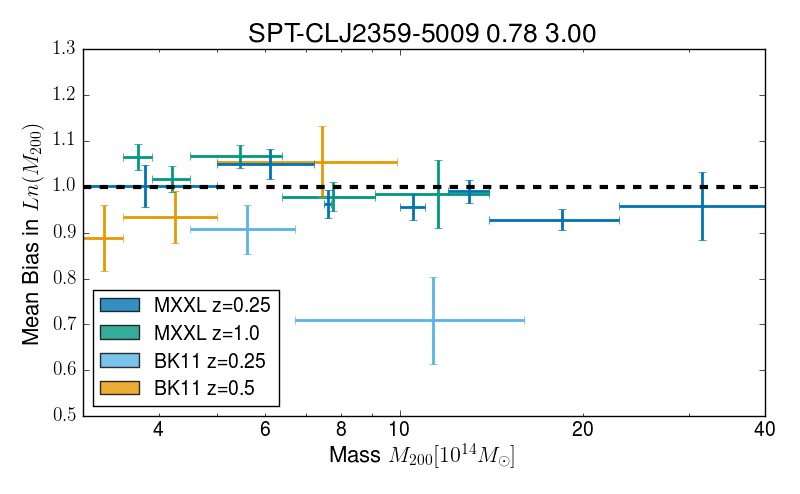 SPT-CLJ2359-5009 0.78 3.00
Mean Bias in Ln(M₂₀₀)
1.3
1.2
1.1
1.0
0.9
0.8
0.7
0.6
0.5
MXXL z=0.25
MXXL z=1.0
BK11 z=0.25
BK11 z=0.5
4 6 8 10 20 40
Mass M₂₀₀[10¹⁴M☉]